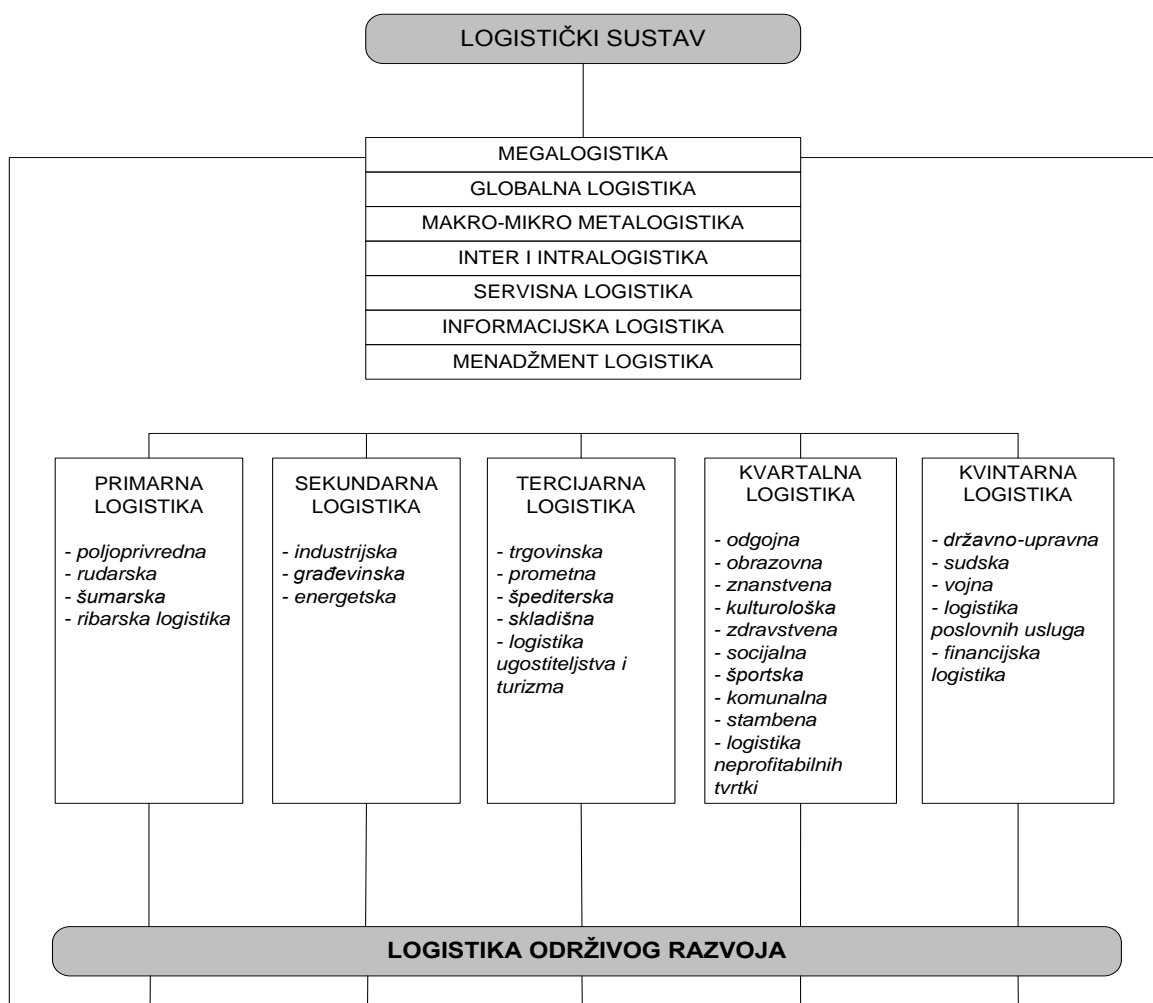 LOGISTIČKI SUSTAV
MEGALOGISTIKA
GLOBALNA LOGISTIKA
MAKRO-MIKRO METALOGISTIKA
INTER I INTRALOGISTIKA
SERVISNA LOGISTIKA
INFORMACIJSKA LOGISTIKA
MENADŽMENT LOGISTIKA
PRIMARNA
LOGISTIKA
- poljoprivredna
- rudarska
- šumarska
- ribarska logistika
SEKUNDARNA
LOGISTIKA
- industrijska
- građevinska
- energetska
TERCIJARNA
LOGISTIKA
- trgovinska
- prometna
- špediterska
- skladišna
- logistika
ugostiteljstva i
turizma
KVARTALNA
LOGISTIKA
- odgojna
- obrazovna
- znanstvena
- kulturološka
- zdravstvena
- socijalna
- športska
- komunalna
- stambena
- logistika
neprofitabilnih
tvrtki
KVINTARNA
LOGISTIKA
- državno-upravna
- sudska
- vojna
- logistika
poslovnih usluga
- financijska
logistika
LOGISTIKA ODRŽIVOG RAZVOJA